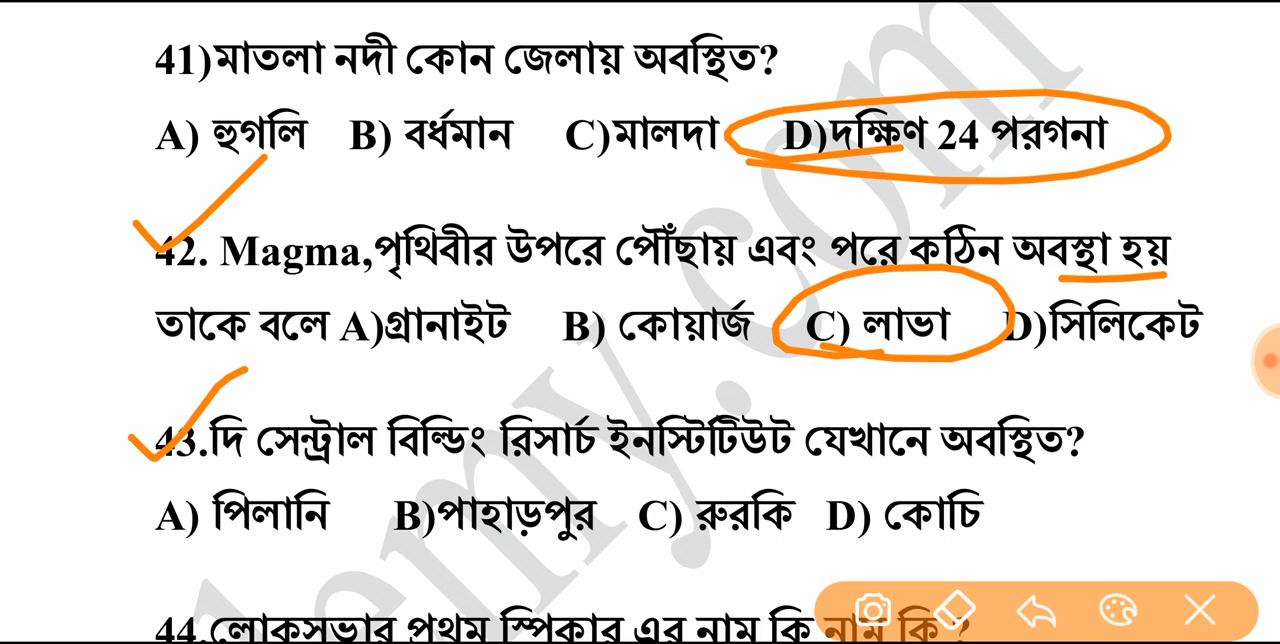 41)মাতলা নদী কোন জেলায় অবস্থিত?
A) হুগলি B) বর্ধমান C)মালদা D)দক্ষিণ 24 পরগনা
42. Magma,পৃথিবীর উপরে পৌঁছায় এবং পরে কঠিন অবস্থা হয়
তাকে বলে A)গ্রানাইট B) কোয়ার্জ C) লাভা D)সিলিকেট
43.দি সেন্ট্রাল বিল্ডিং রিসার্চ ইনস্টিটিউট যেখানে অবস্থিত?
A) পিলানি B)পাহাড়পুর C) রুরকি D) কোচি
44.লোকসভার প্রথম স্পিকার এর নাম কি নাম কি ?